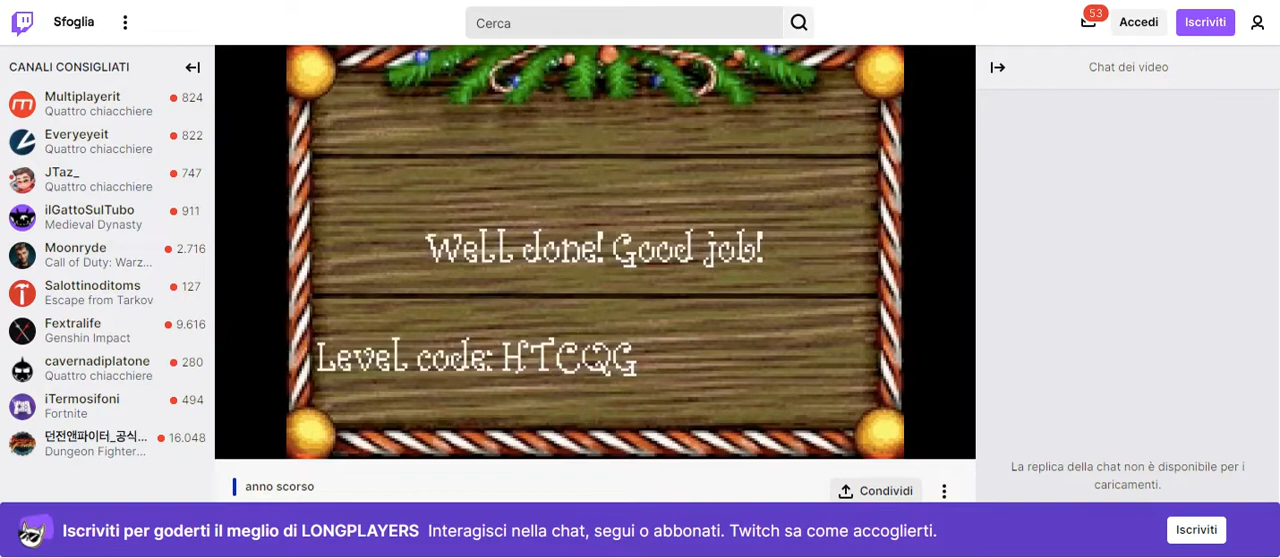 Sfoglia
Cerca
53
Accedi
Iscriviti
CANALI CONSIGLIATI
Multiplayerit
824
Quattro chiacchiere
Everyeyeit
822
Quattro chiacchiere
JTaz_
747
Quattro chiacchiere
ilGattoSulTubo
911
Medieval Dynasty
Moonryde
2.716
Call of Duty: Warz...
Salottinoditoms
127
Escape from Tarkov
Fextralife
9.616
Genshin Impact
cavernadiplatone
280
Quattro chiacchiere
iTermosifoni
494
Fortnite
던전앤파이터_공식...
16.048
Dungeon Fighter...
Well done! Good job!
Level code: HTCQG
anno scorso
Condividi
Chat dei video
La replica della chat non è disponibile per i
caricamenti.
Iscriviti per goderti il meglio di LONGPLAYERS Interagisci nella chat, segui o abbonati. Twitch sa come accoglierti.
Iscriviti